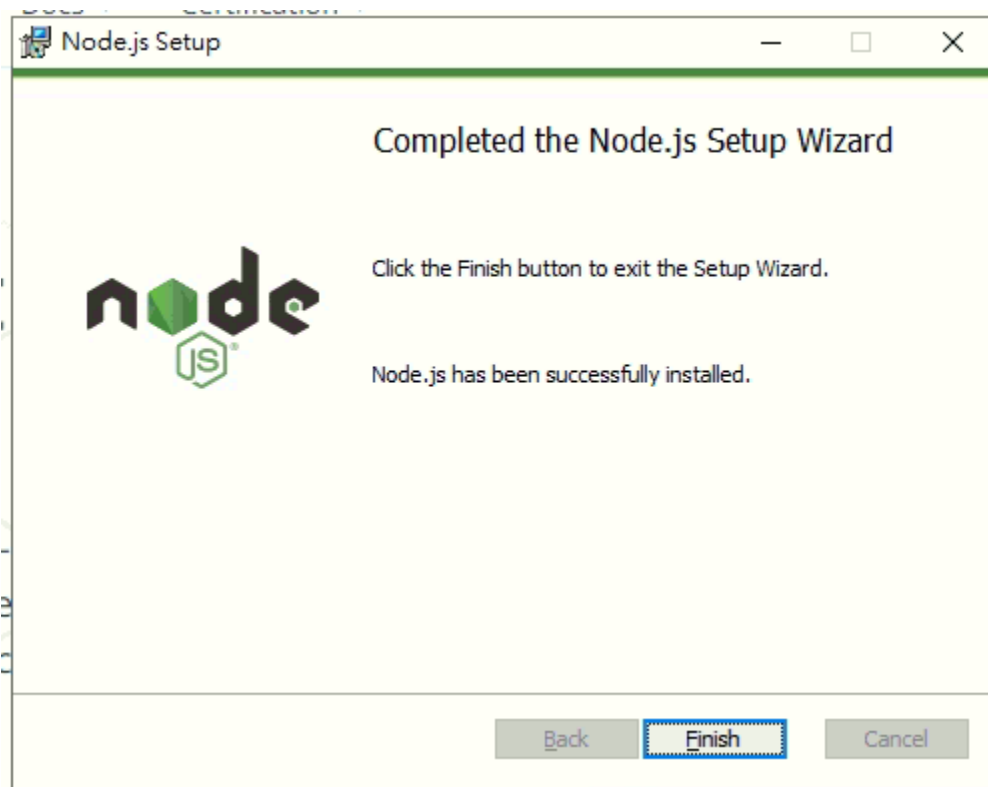 Node.js Setup
Completed the Node.js Setup Wizard
Click the Finish button to exit the Setup Wizard.
node
JS®
Node.js has been successfully installed.
Back Finish Cancel